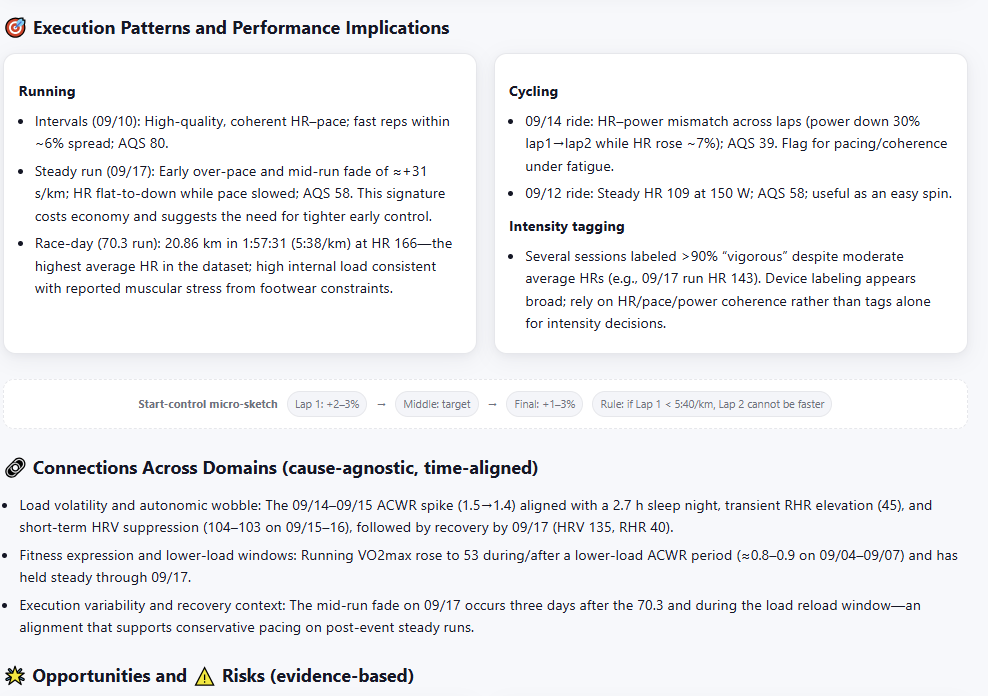 🎯 Execution Patterns and Performance Implications
Running
• Intervals (09/10): High-quality, coherent HR–pace; fast reps within
~6% spread; AQS 80.
• Steady run (09/17): Early over-pace and mid-run fade of ≈+31
s/km; HR flat-to-down while pace slowed; AQS 58. This signature
costs economy and suggests the need for tighter early control.
• Race-day (70.3 run): 20.86 km in 1:57:31 (5:38/km) at HR 166—the
highest average HR in the dataset; high internal load consistent
with reported muscular stress from footwear constraints.
Cycling
• 09/14 ride: HR–power mismatch across laps (power down 30%
lap1→lap2 while HR rose ~7%); AQS 39. Flag for pacing/coherence
under fatigue.
• 09/12 ride: Steady HR 109 at 150 W; AQS 58; useful as an easy spin.
Intensity tagging
• Several sessions labeled >90% “vigorous” despite moderate
average HRs (e.g., 09/17 run HR 143). Device labeling appears
broad; rely on HR/pace/power coherence rather than tags alone
for intensity decisions.
Start-control micro-sketch Lap 1: +2–3% → Middle: target → Final: +1–3% Rule: if Lap 1 < 5:40/km, Lap 2 cannot be faster
🔗 Connections Across Domains (cause-agnostic, time-aligned)
• Load volatility and autonomic wobble: The 09/14–09/15 ACWR spike (1.5→1.4) aligned with a 2.7 h sleep night, transient RHR elevation (45), and
short-term HRV suppression (104–103 on 09/15–16), followed by recovery by 09/17 (HRV 135, RHR 40).
• Fitness expression and lower-load windows: Running VO2max rose to 53 during/after a lower-load ACWR period (≈0.8–0.9 on 09/04–09/07) and has
held steady through 09/17.
• Execution variability and recovery context: The mid-run fade on 09/17 occurs three days after the 70.3 and during the load reload window—an
alignment that supports conservative pacing on post-event steady runs.
🌟 Opportunities and ⚠️ Risks (evidence-based)